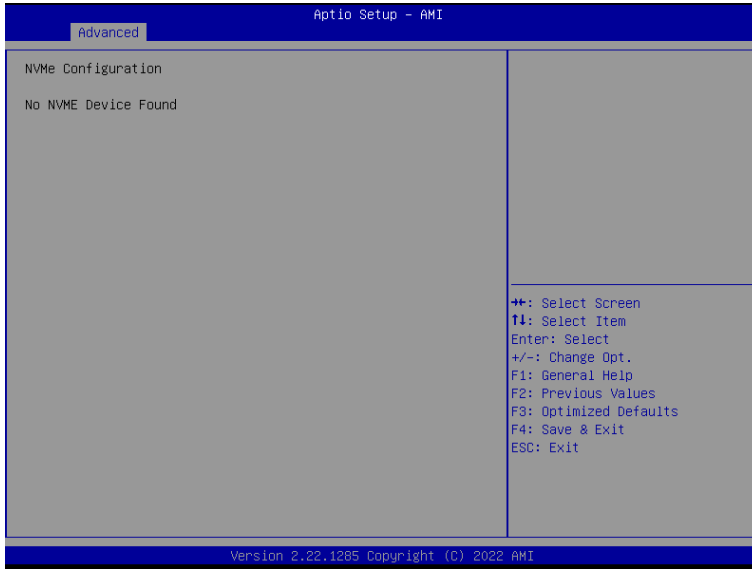 Aptio Setup – AMI
Advanced
NVMe Configuration
No NVME Device Found
→←: Select Screen
↑↓: Select Item
Enter: Select
+/-: Change Opt.
F1: General Help
F2: Previous Values
F3: Optimized Defaults
F4: Save & Exit
ESC: Exit
Version 2.22.1285 Copyright (C) 2022 AMI